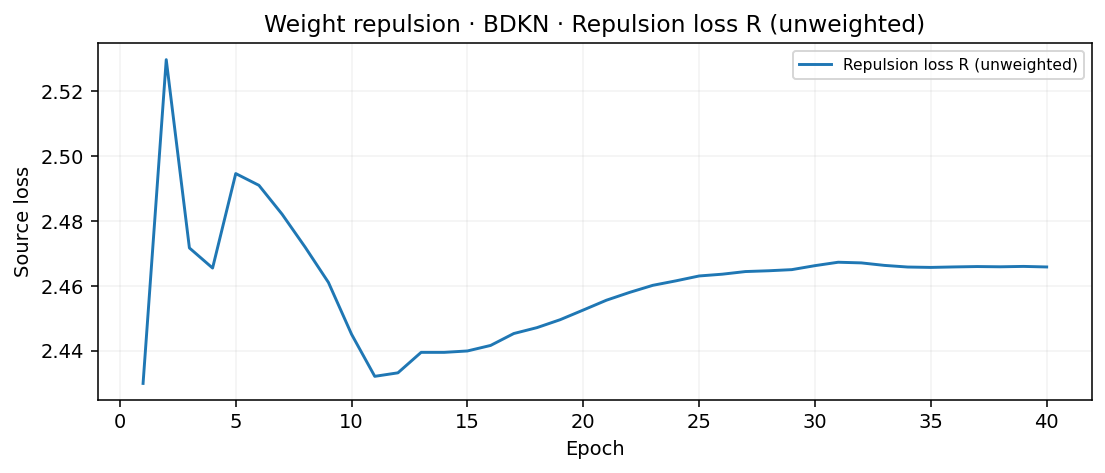 Weight repulsion · BDKN · Repulsion loss R (unweighted)
Repulsion loss R (unweighted)
2.52
2.50
2.48
2.46
2.44
Source loss
0 5 10 15 20 25 30 35 40
Epoch